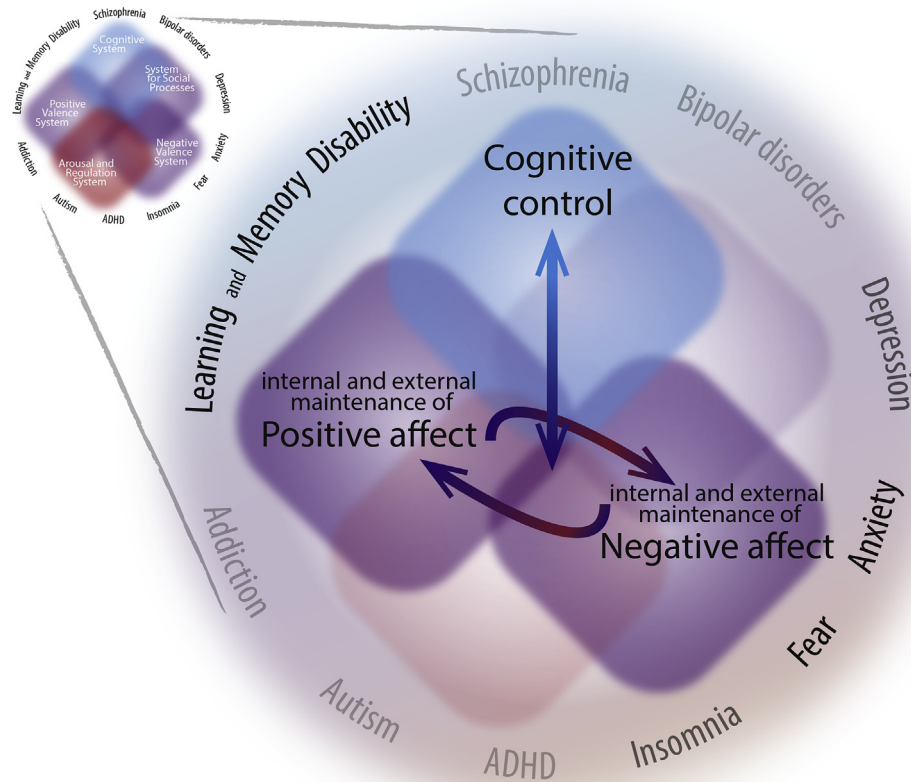 Schizophrenia
Bipolar disorders
Depression
Anxiety
Fear
Insomnia
ADHD
Autism
Addiction
Learning and Memory Disability
Cognitive
System
System
for Social
Processes
Positive
Valence
System
Negative
Valence
System
Arousal and
Regulation
System
Schizophrenia
Bipolar disorders
Depression
Anxiety
Fear
Insomnia
ADHD
Autism
Addiction
Learning and Memory Disability
Cognitive
control
internal and external
maintenance of
Positive affect
internal and external
maintenance of
Negative affect